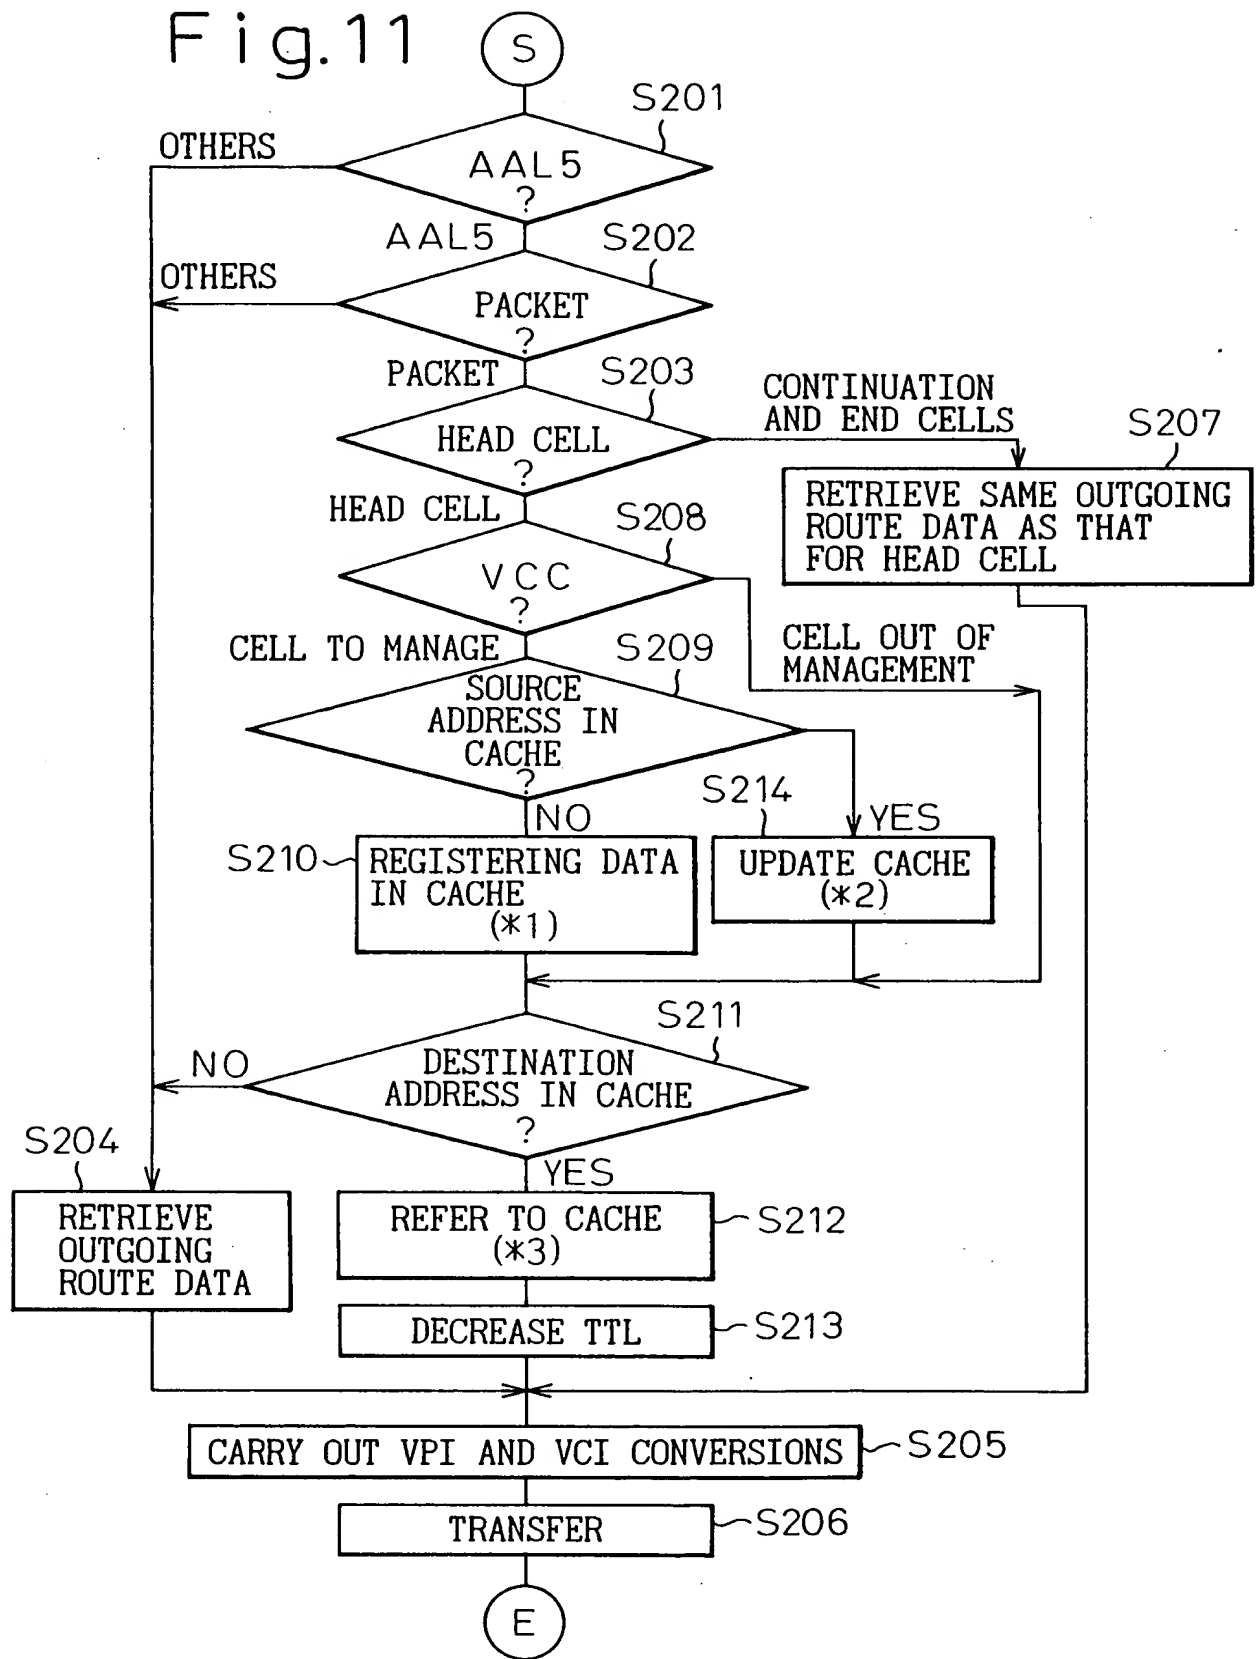 Fig.11
S
S201
OTHERS
AAL5
?
AAL5
S202
OTHERS
PACKET
?
PACKET
S203
CONTINUATION
AND END CELLS
S207
HEAD CELL
?
RETRIEVE SAME OUTGOING
ROUTE DATA AS THAT
FOR HEAD CELL
HEAD CELL
S208
VCC
?
CELL TO MANAGE
S209
CELL OUT OF
MANAGEMENT
SOURCE
ADDRESS IN
CACHE
?
S214
NO
YES
S210
REGISTERING DATA
IN CACHE
(*1)
UPDATE CACHE
(*2)
S211
NO
DESTINATION
ADDRESS IN CACHE
?
S204
YES
RETRIEVE
OUTGOING
ROUTE DATA
REFER TO CACHE
(*3)
S212
DECREASE TTL
S213
CARRY OUT VPI AND VCI CONVERSIONS
S205
TRANSFER
S206
E